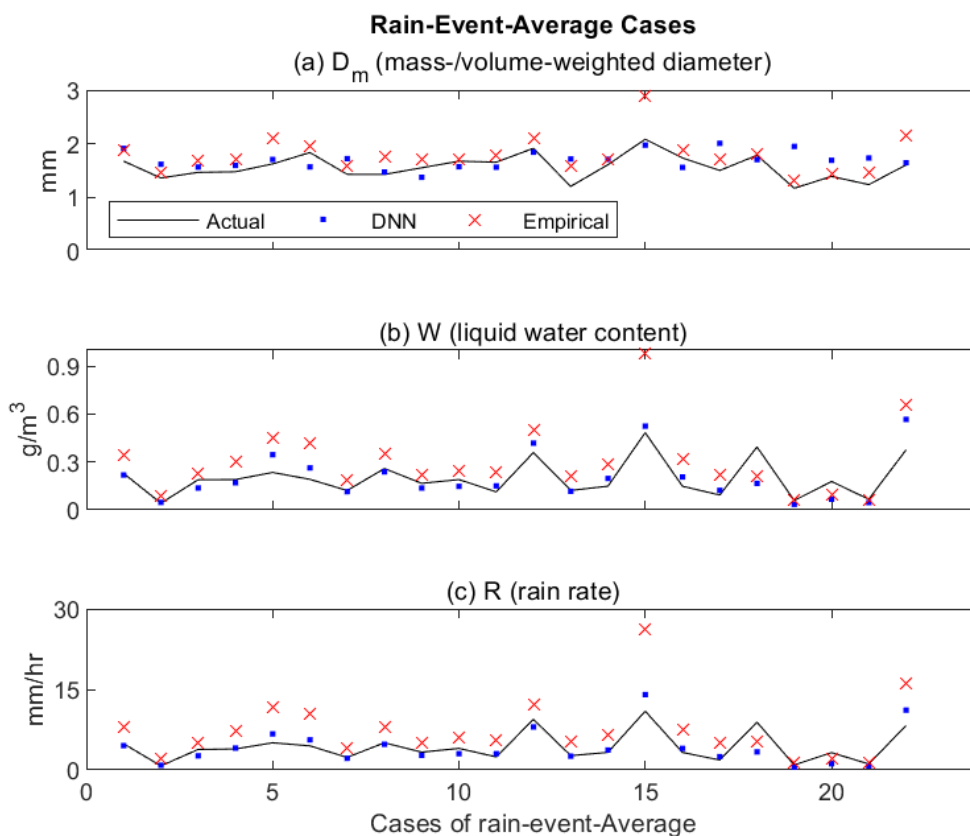 Rain-Event-Average Cases
(a) D_m (mass-/volume-weighted diameter)
3
2
1
0
mm
Actual DNN Empirical
(b) W (liquid water content)
0.9
0.6
0.3
0
g/m³
(c) R (rain rate)
30
15
0
mm/hr
0 5 10 15 20
Cases of rain-event-Average